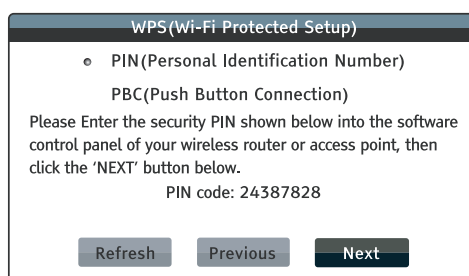 WPS(Wi-Fi Protected Setup)
PIN(Personal Identification Number)
PBC(Push Button Connection)
Please Enter the security PIN shown below into the software
control panel of your wireless router or access point, then
click the ‘NEXT’ button below.
PIN code: 24387828
Refresh Previous Next